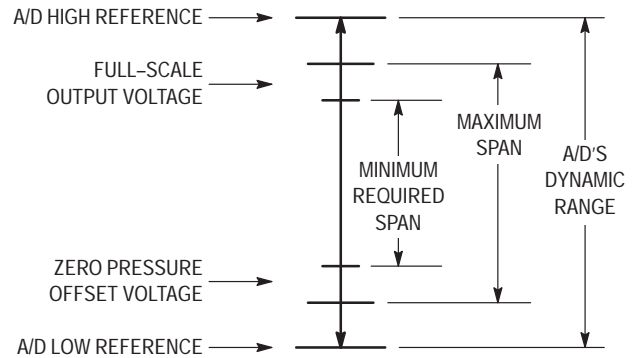 A/D HIGH REFERENCE
FULL–SCALE
OUTPUT VOLTAGE
MAXIMUM
SPAN
A/D'S
DYNAMIC
RANGE
MINIMUM
REQUIRED
SPAN
ZERO PRESSURE
OFFSET VOLTAGE
A/D LOW REFERENCE